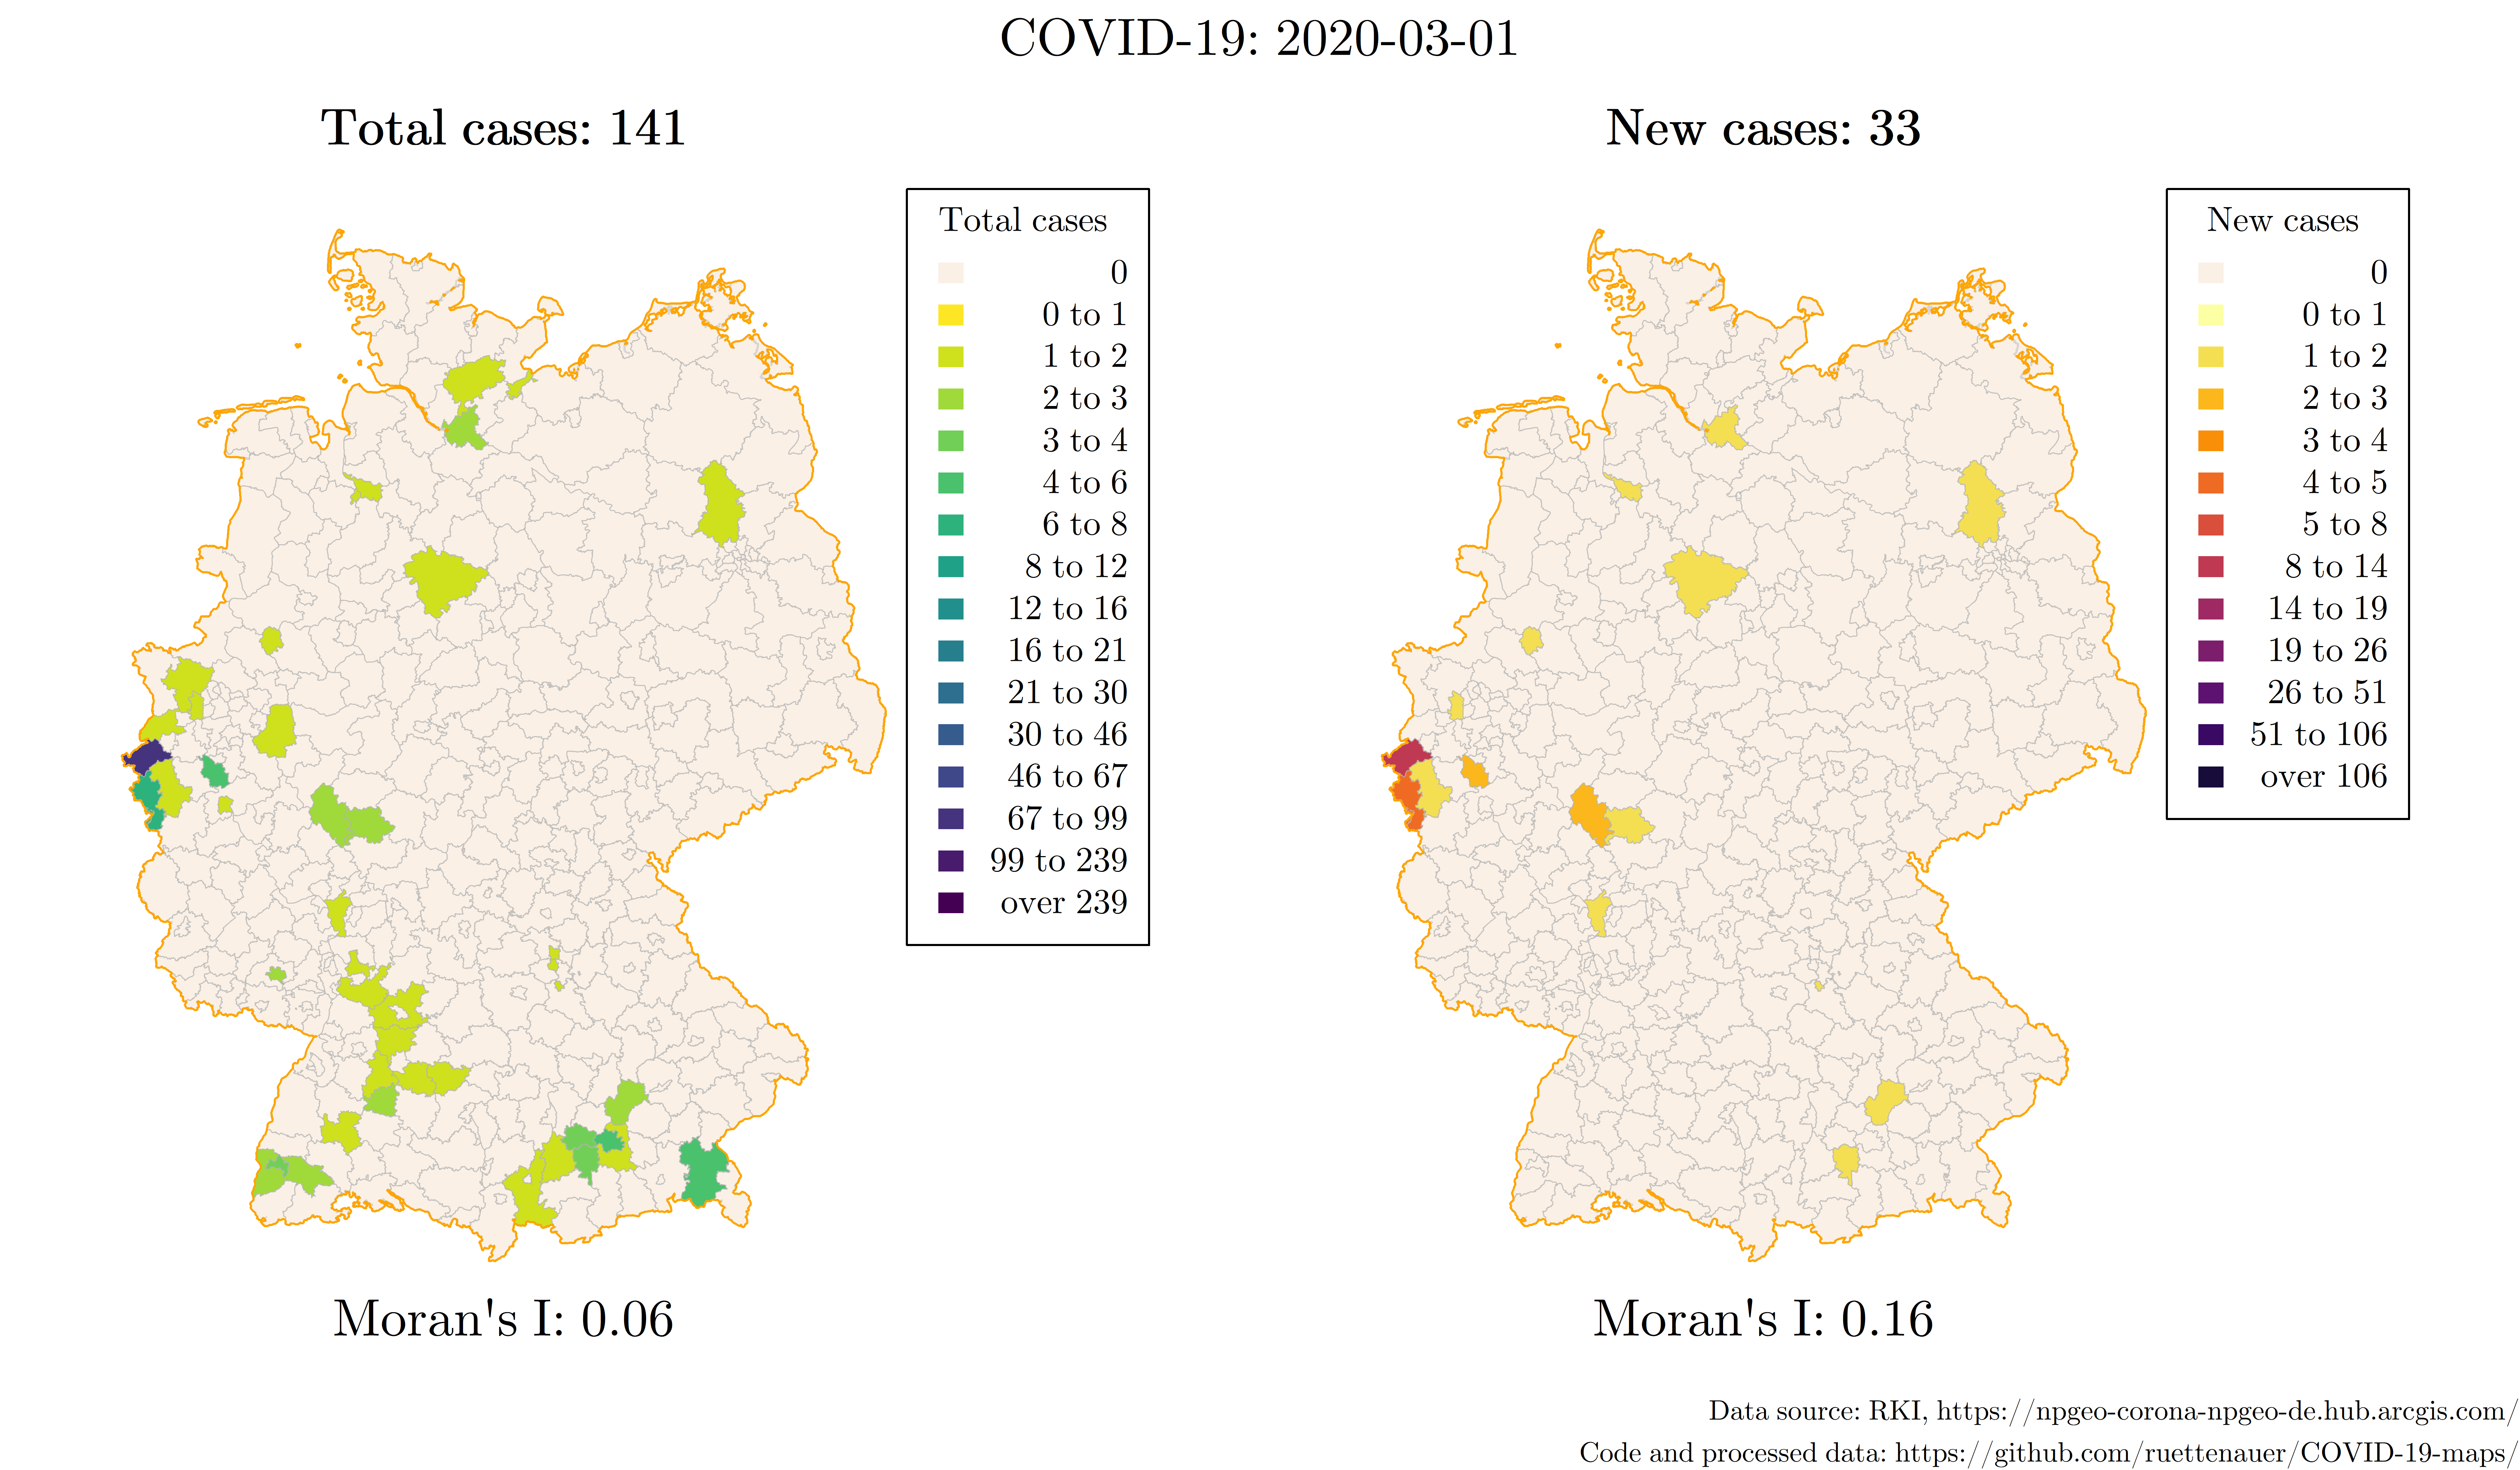 COVID-19: 2020-03-01
Total cases: 141
Total cases
0
0 to 1
1 to 2
2 to 3
3 to 4
4 to 6
6 to 8
8 to 12
12 to 16
16 to 21
21 to 30
30 to 46
46 to 67
67 to 99
99 to 239
over 239
Moran's I: 0.06
New cases: 33
New cases
0
0 to 1
1 to 2
2 to 3
3 to 4
4 to 5
5 to 8
8 to 14
14 to 19
19 to 26
26 to 51
51 to 106
over 106
Moran's I: 0.16
Data source: RKI, https://npgeo-corona-npgeo-de.hub.arcgis.com/
Code and processed data: https://github.com/ruettenauer/COVID-19-maps/